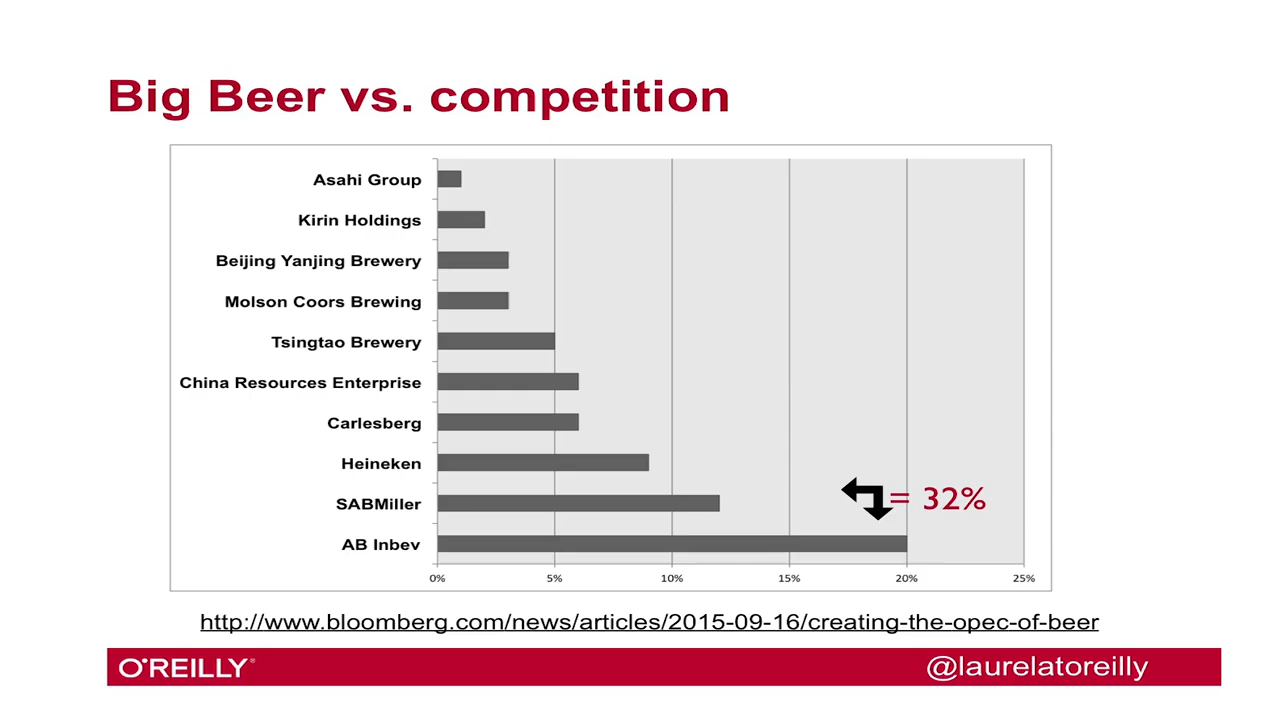 Big Beer vs. competition
Asahi Group
Kirin Holdings
Beijing Yanjing Brewery
Molson Coors Brewing
Tsingtao Brewery
China Resources Enterprise
Carlesberg
Heineken
SABMiller
= 32%
AB Inbev
0% 5% 10% 15% 20% 25%
http://www.bloomberg.com/news/articles/2015-09-16/creating-the-opec-of-beer
O'REILLY® @laurelatoreilly